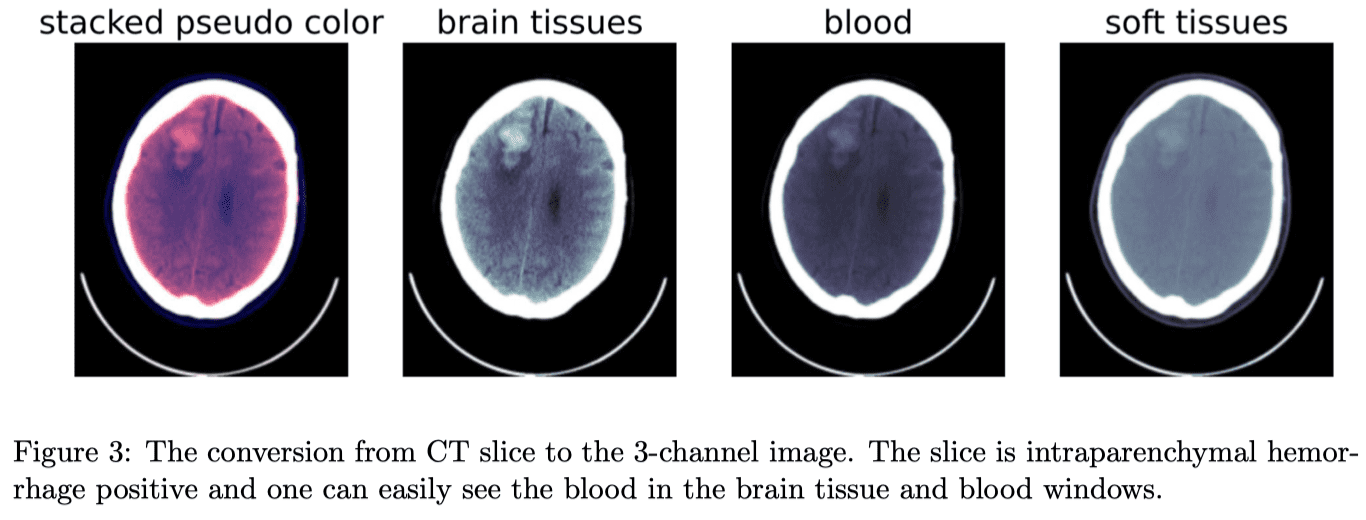 stacked pseudo color brain tissues blood soft tissues
Figure 3: The conversion from CT slice to the 3-channel image. The slice is intraparenchymal hemor-
rhage positive and one can easily see the blood in the brain tissue and blood windows.